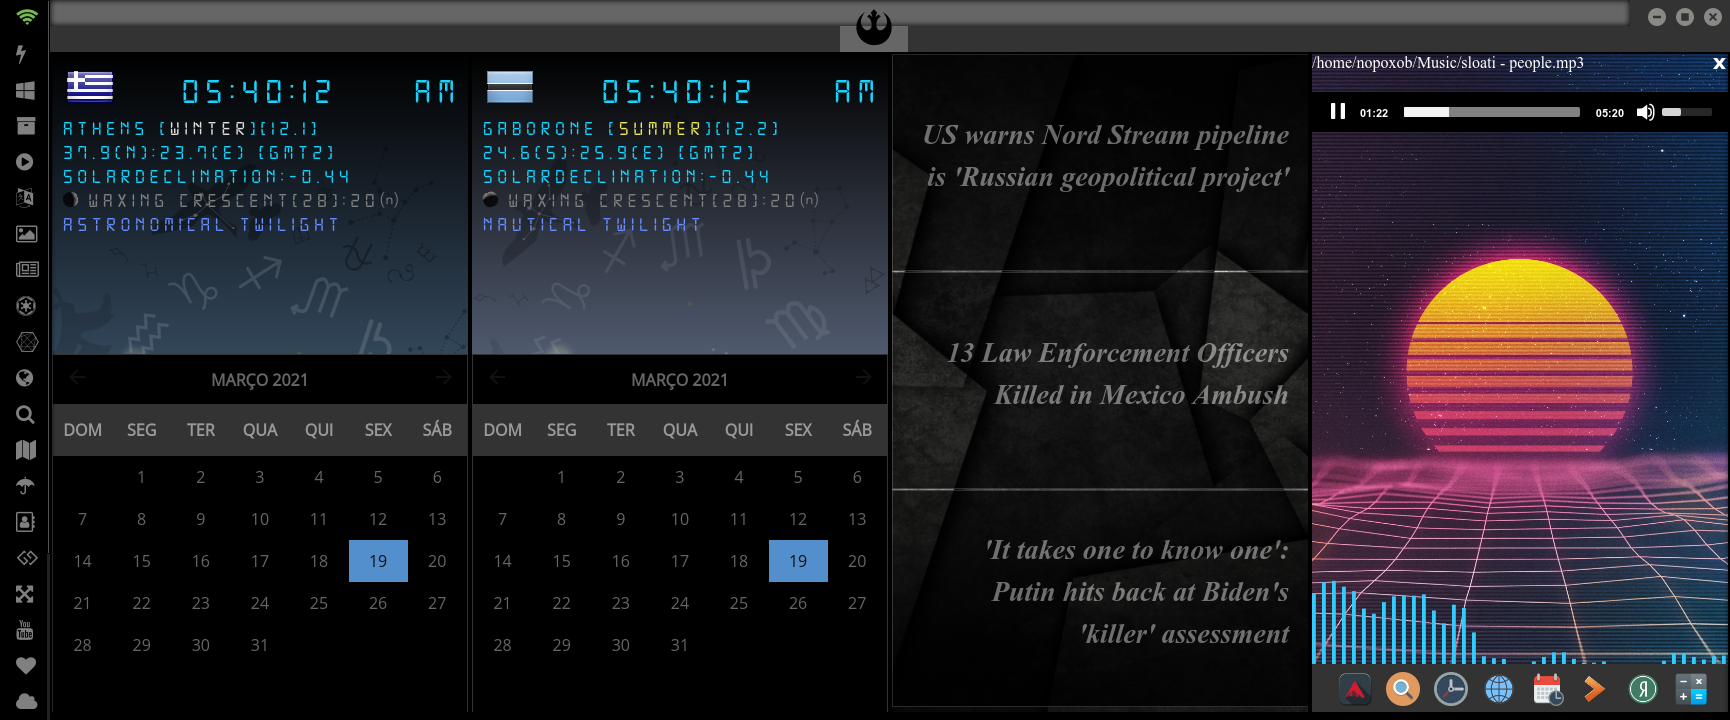 05:40:12 AM
ATHENS [WINTER][12.1]
37.9(N):23.7(E) [GMT2]
SOLARDECLINATION:-0.44
WAXING CRESCENT[28]:20(n)
ASTRONOMICAL TWILIGHT
MARÇO 2021
DOM SEG TER QUA QUI SEX SÁB
1 2 3 4 5 6
7 8 9 10 11 12 13
14 15 16 17 18 19 20
21 22 23 24 25 26 27
28 29 30 31
05:40:12 AM
GABORONE [SUMMER][12.2]
24.6(S):25.9(E) [GMT2]
SOLARDECLINATION:-0.44
WAXING CRESCENT[28]:20(n)
NAUTICAL TWILIGHT
MARÇO 2021
DOM SEG TER QUA QUI SEX SÁB
1 2 3 4 5 6
7 8 9 10 11 12 13
14 15 16 17 18 19 20
21 22 23 24 25 26 27
28 29 30 31
US warns Nord Stream pipeline
is 'Russian geopolitical project'
13 Law Enforcement Officers
Killed in Mexico Ambush
'It takes one to know one':
Putin hits back at Biden's
'killer' assessment
/home/nopoxob/Music/sloati - people.mp3 x
01:22 05:20
You
Tube
Я